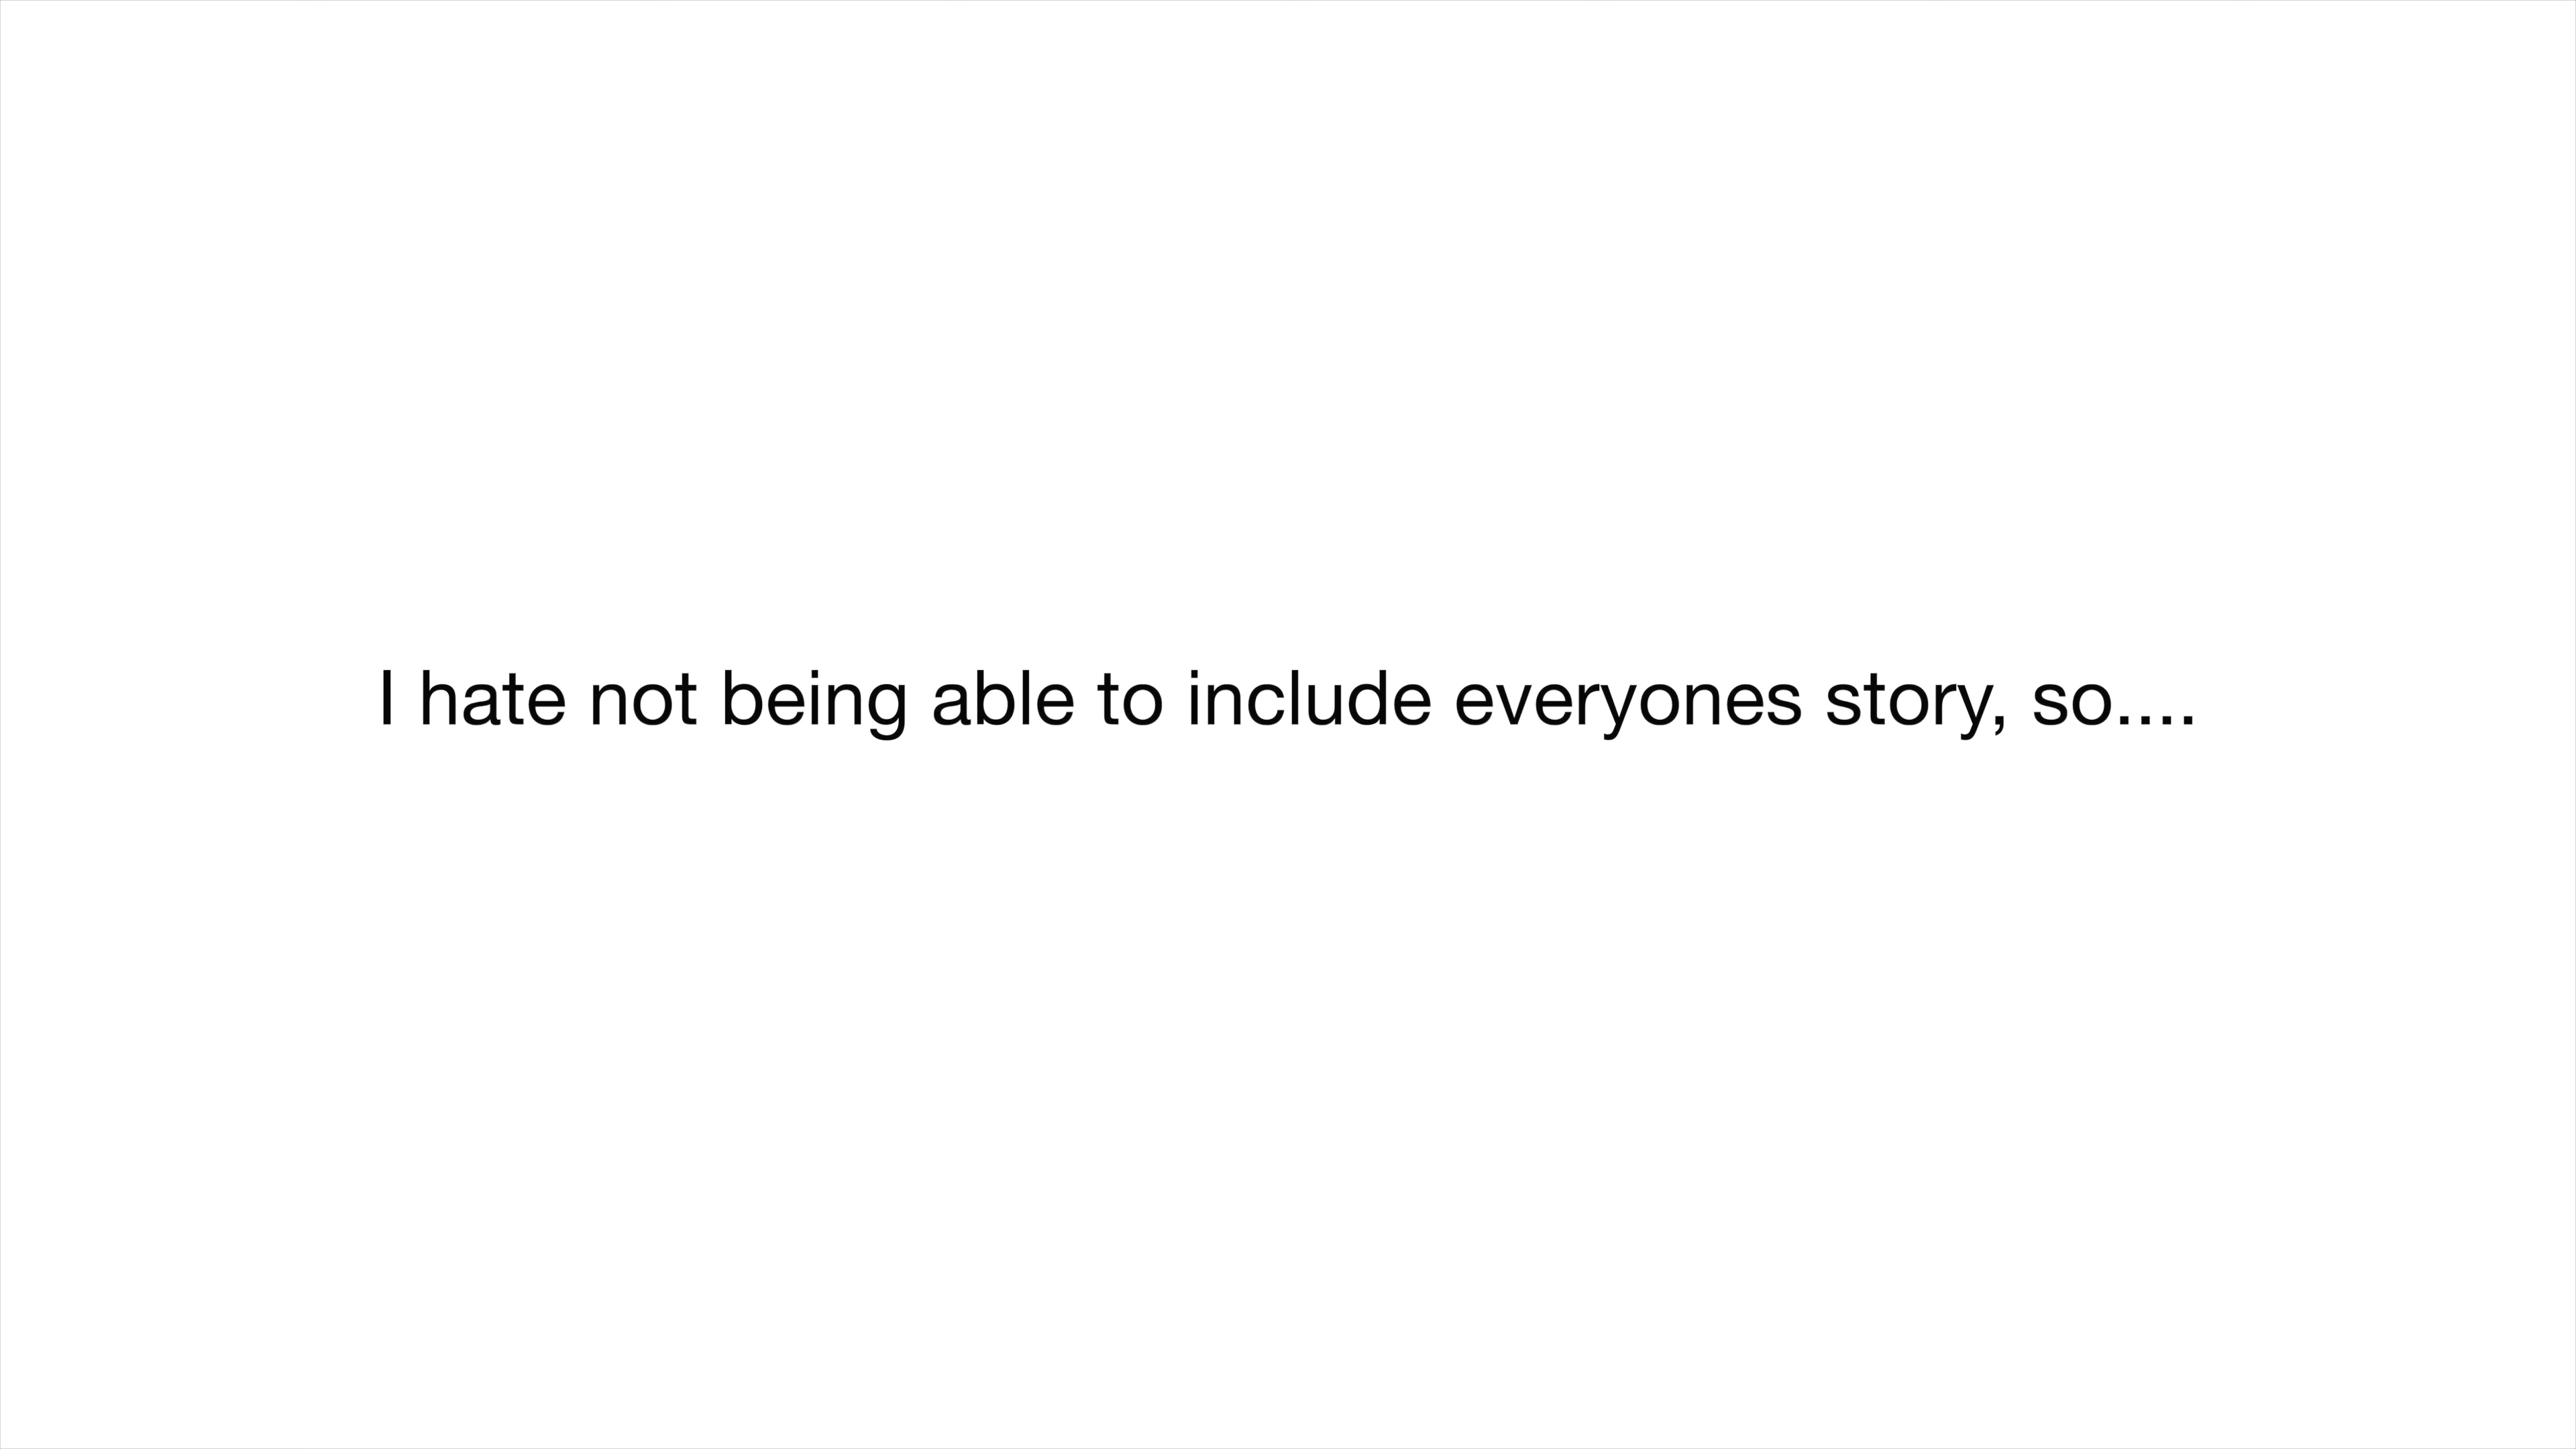 I hate not being able to include everyones story, so....